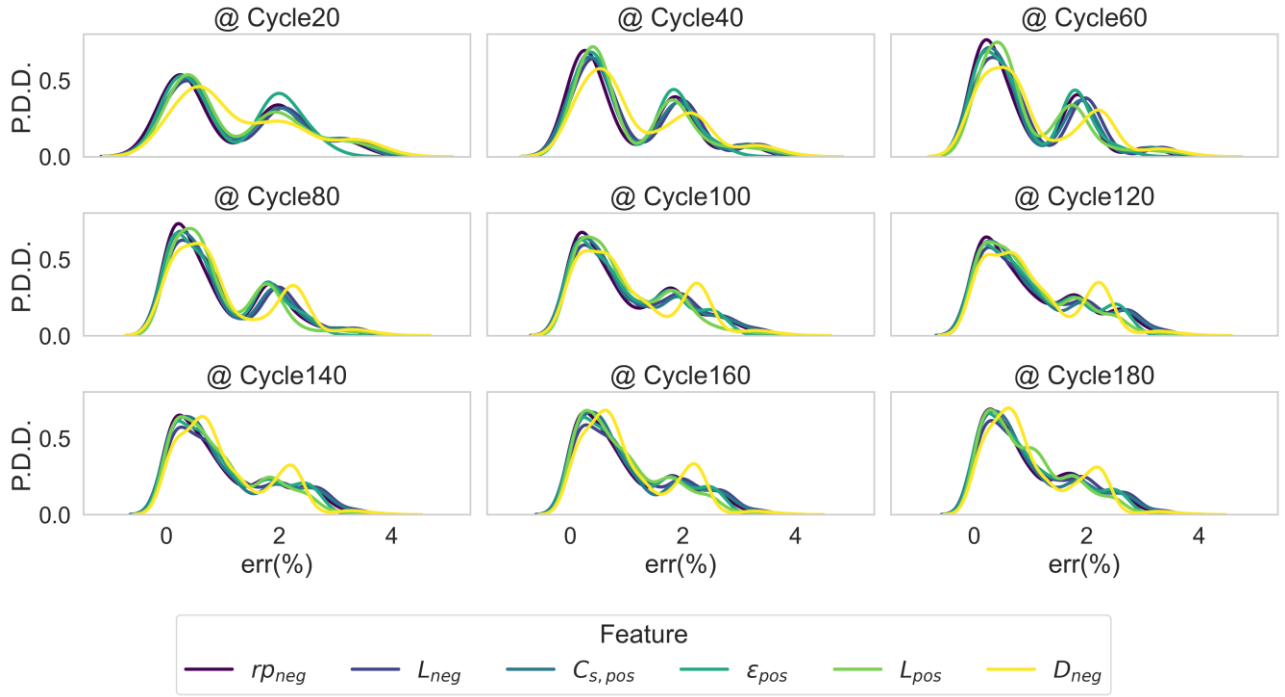 @ Cycle20 @ Cycle40 @ Cycle60
P.D.D.
0.5
0.0
@ Cycle80 @ Cycle100 @ Cycle120
P.D.D.
0.5
0.0
@ Cycle140 @ Cycle160 @ Cycle180
P.D.D.
0.5
0.0
0 2 4 0 2 4 0 2 4
err(%) err(%) err(%)
Feature
rp_neg L_neg C_s,pos ε_pos L_pos D_neg